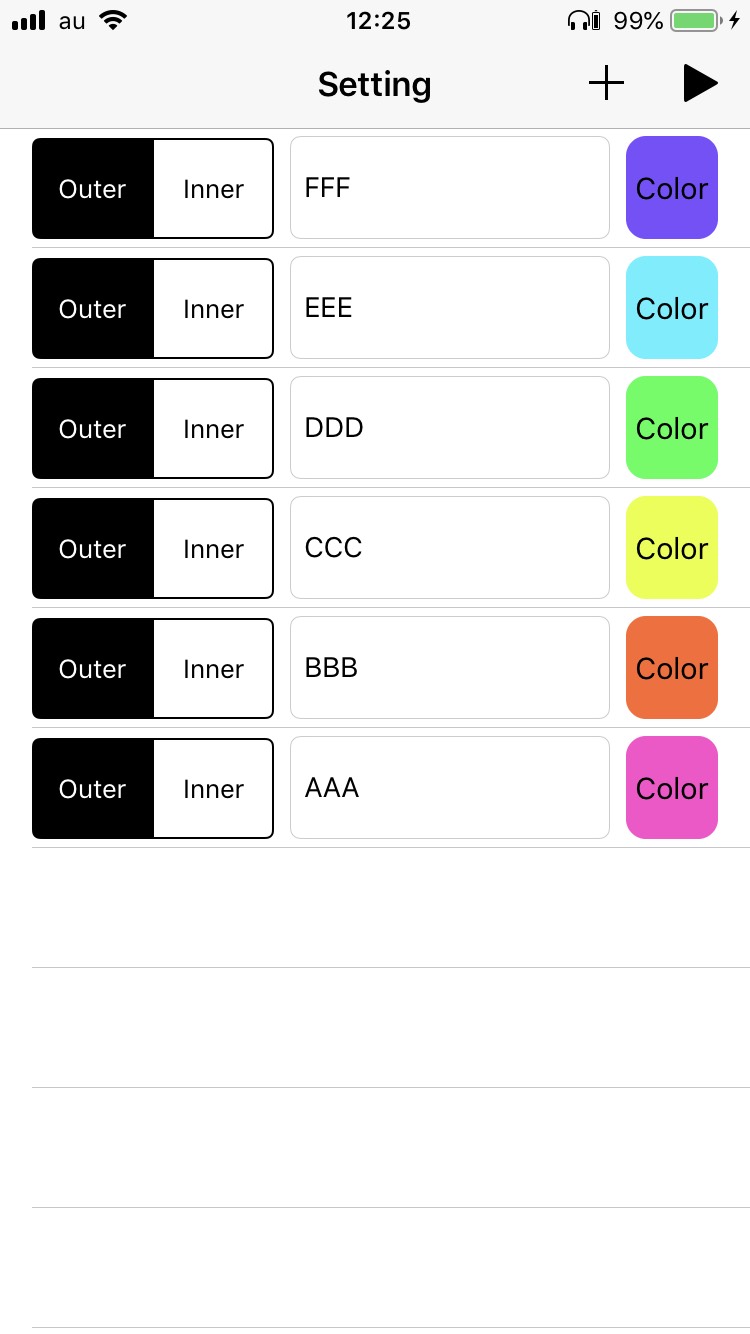 au 12:25 99%
Setting
Outer Inner FFF Color
Outer Inner EEE Color
Outer Inner DDD Color
Outer Inner CCC Color
Outer Inner BBB Color
Outer Inner AAA Color